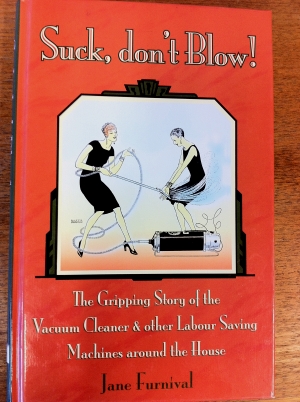 Suck, don't Blow!
The Gripping Story of the
Vacuum Cleaner & other Labour Saving
Machines around the House
Jane Furnival